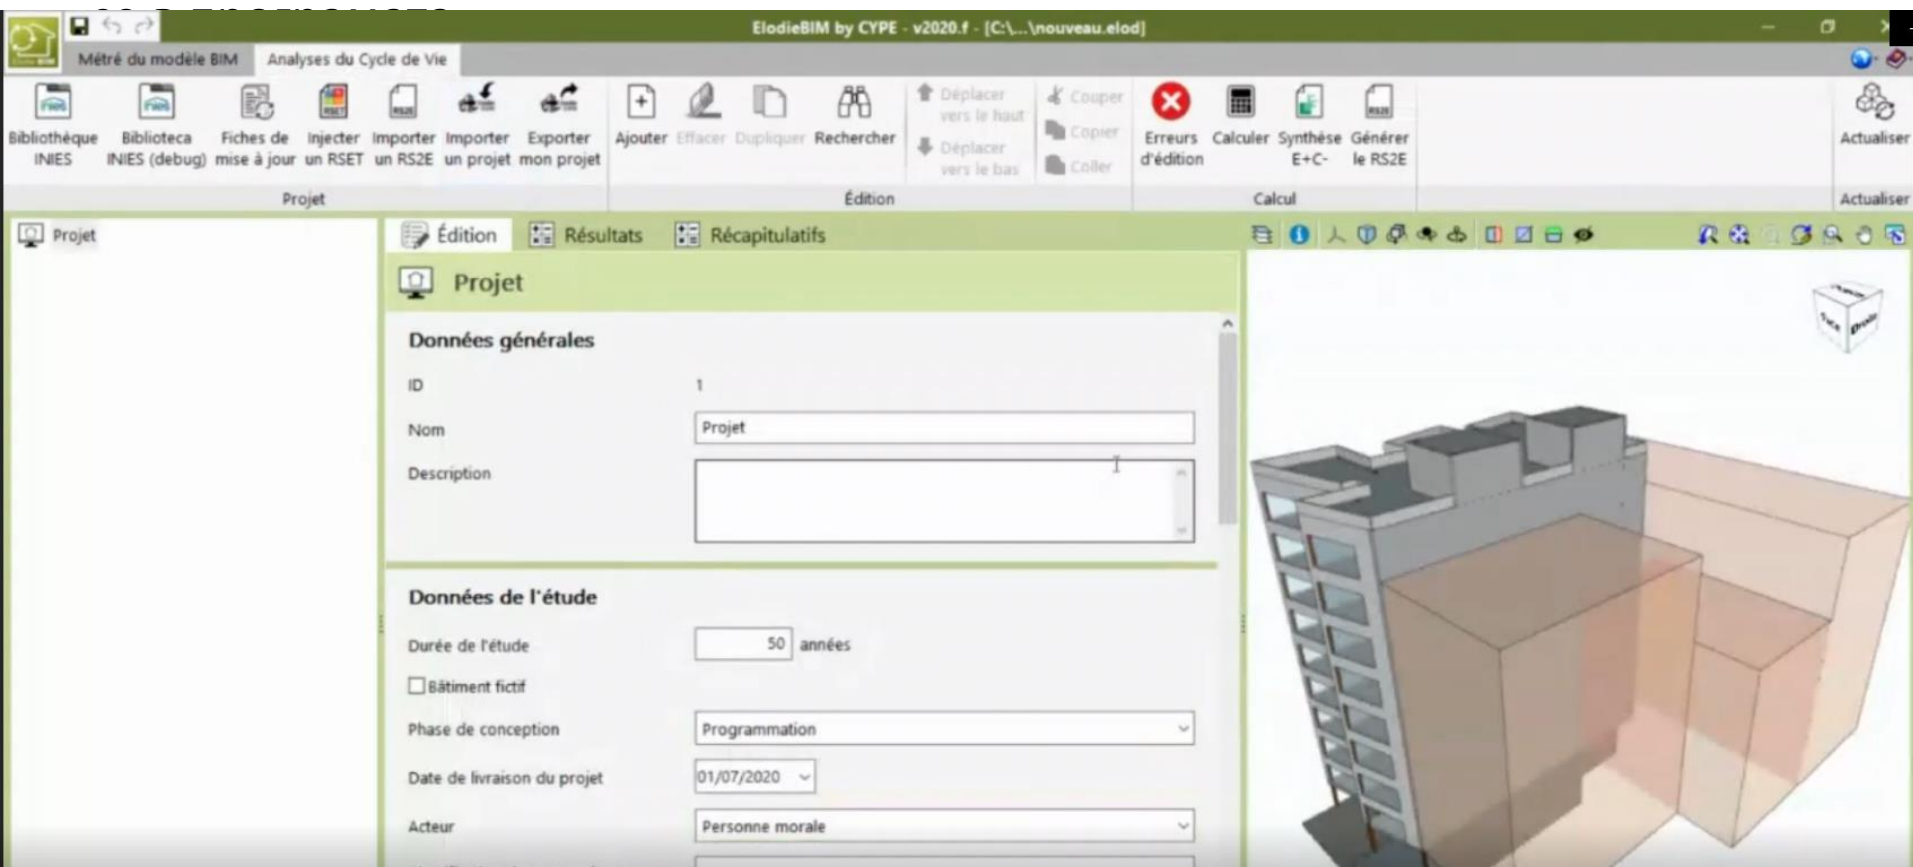 ElodieBIM by CYPE - v2020.f - [C:\...\nouveau.elod]
Métré du modèle BIM
Analyses du Cycle de Vie
Bibliothèque INIES
Biblioteca INIES (debug)
Fiches de mise à jour
Injecter un RSET
Importer un RS2E
Importer un projet
Exporter mon projet
Ajouter
Effacer
Dupliquer
Rechercher
Déplacer vers le haut
Déplacer vers le bas
Couper
Copier
Coller
Erreurs d'édition
Calculer
Synthèse E+C-
Générer le RS2E
Actualiser
Projet
Édition
Calcul
Actualiser
Projet
Édition
Résultats
Récapitulatifs
Projet
Données générales
ID 1
Nom Projet
Description
Données de l'étude
Durée de l'étude 50 années
Bâtiment fictif
Phase de conception Programmation
Date de livraison du projet 01/07/2020
Acteur Personne morale